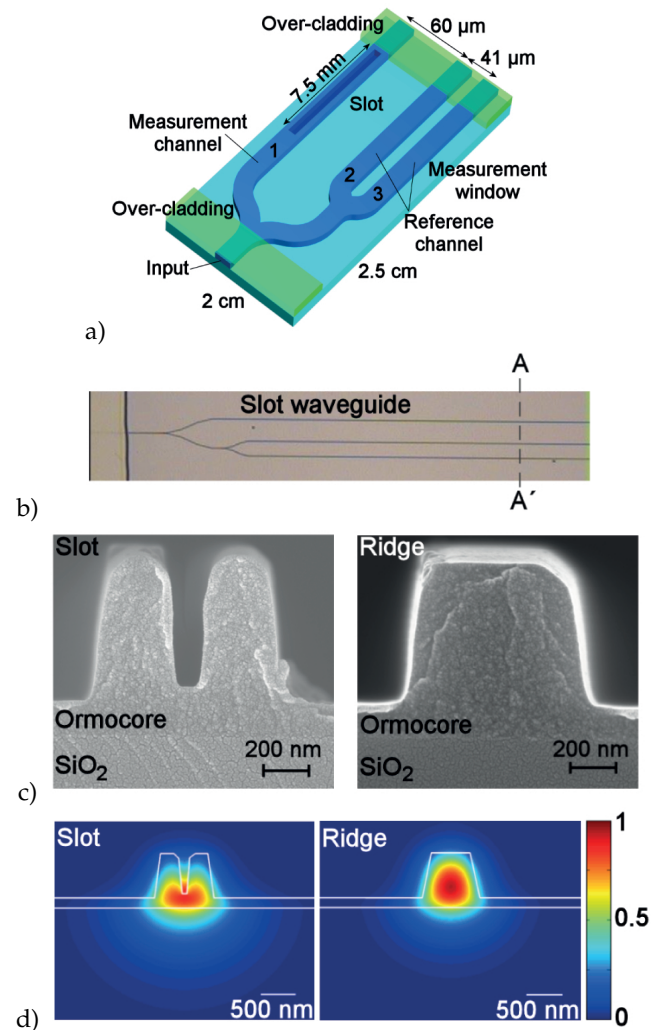 Over-cladding
60 µm
41 µm
7.5 mm
Slot
Measurement
channel
1
2
3
Measurement
window
Over-cladding
Reference
channel
Input
2.5 cm
2 cm
a)
A
Slot waveguide
b)
A´
Slot
Ridge
Ormocore
Ormocore
200 nm
200 nm
SiO₂
SiO₂
c)
Slot
Ridge
1
0.5
500 nm
500 nm
0
d)